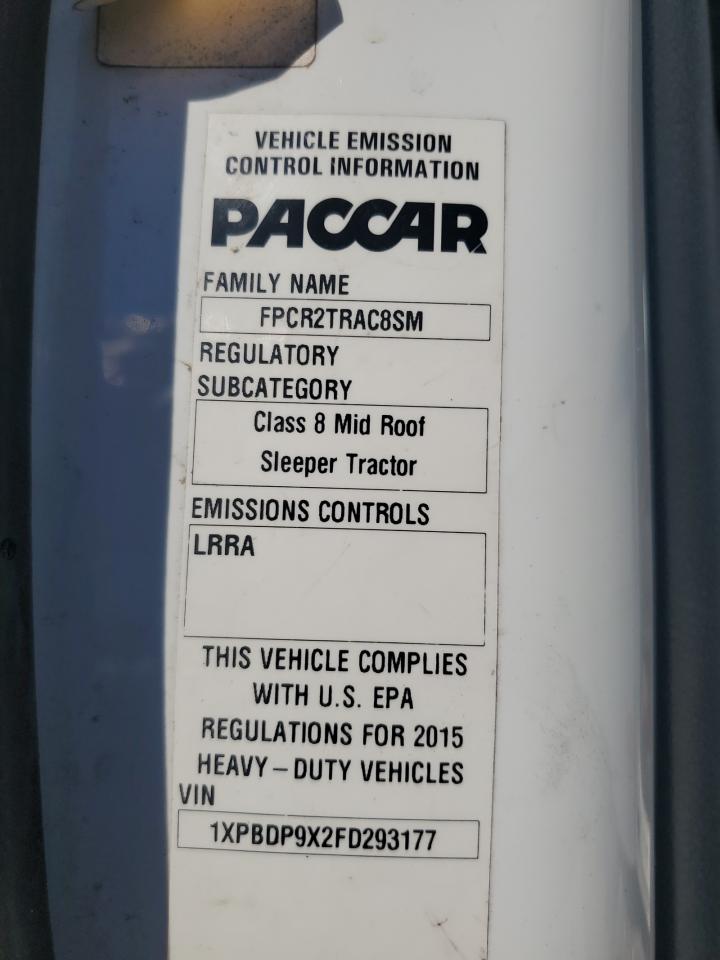 VEHICLE EMISSION
CONTROL INFORMATION
PACCAR
FAMILY NAME
FPCR2TRAC8SM
REGULATORY
SUBCATEGORY
Class 8 Mid Roof
Sleeper Tractor
EMISSIONS CONTROLS
LRRA
THIS VEHICLE COMPLIES
WITH U.S. EPA
REGULATIONS FOR 2015
HEAVY – DUTY VEHICLES
VIN
1XPBDP9X2FD293177